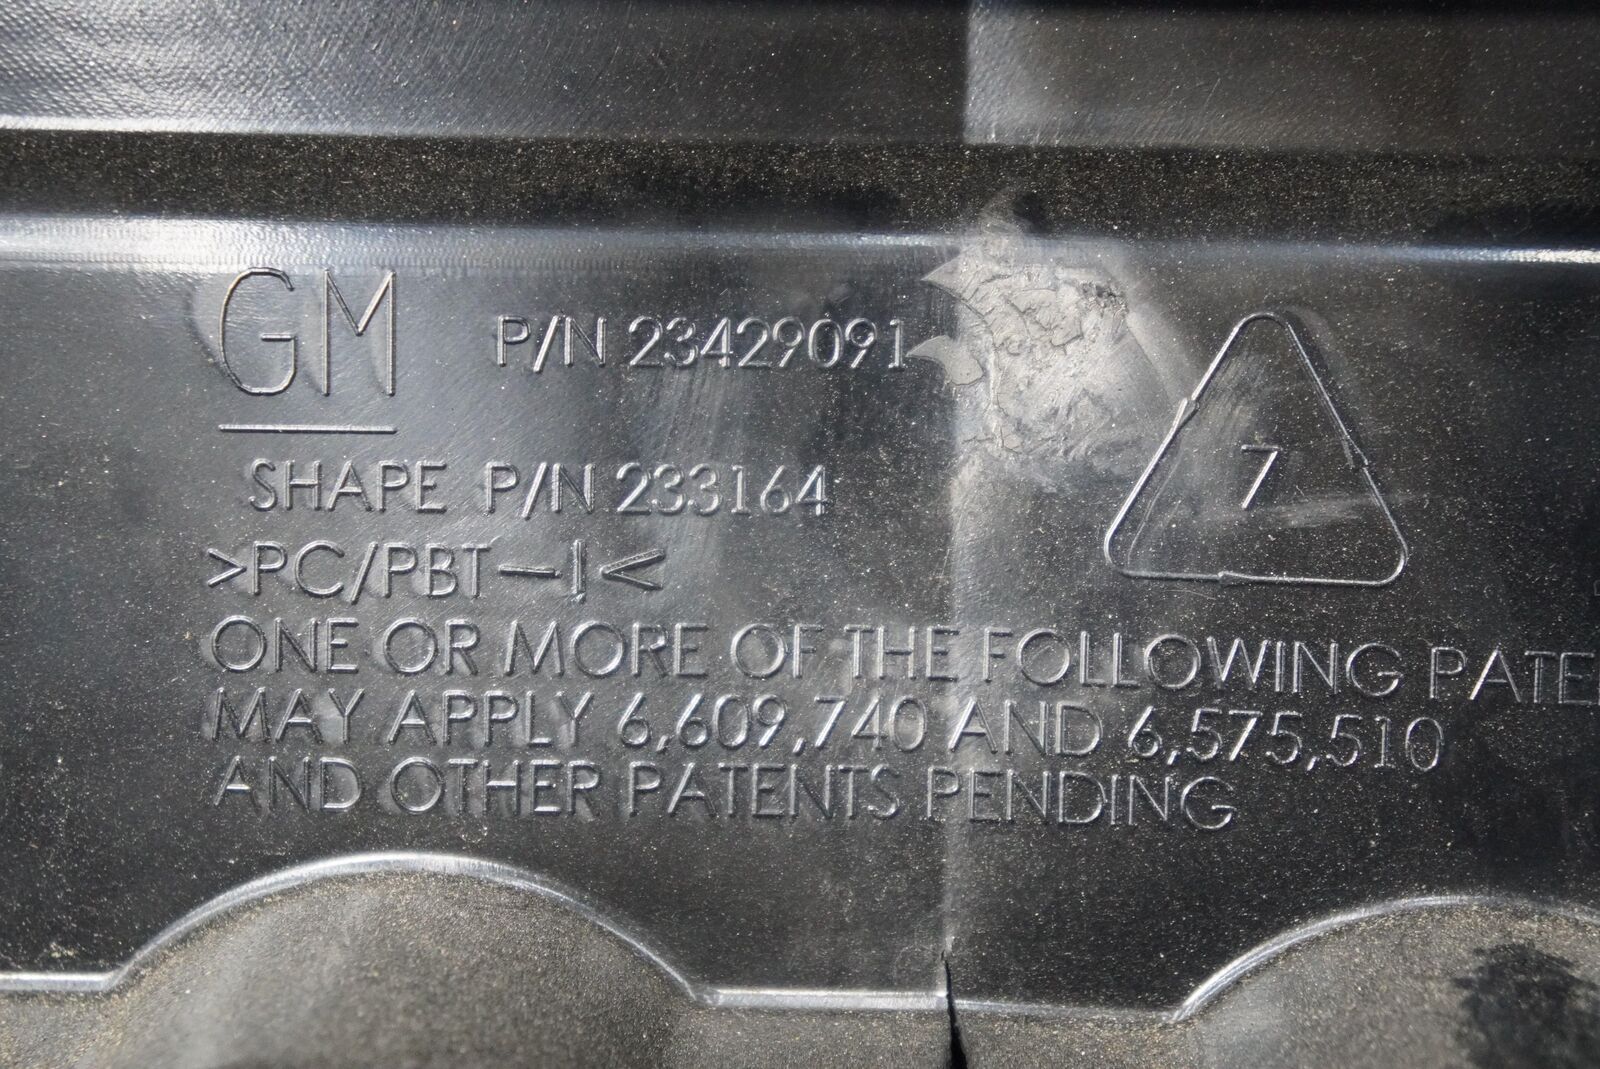 GM P/N 23429091
SHAPE P/N 233164
7
>PC/PBT-I<
ONE OR MORE OF THE FOLLOWING PATE
MAY APPLY 6,609,740 AND 6,575,510
AND OTHER PATENTS PENDING